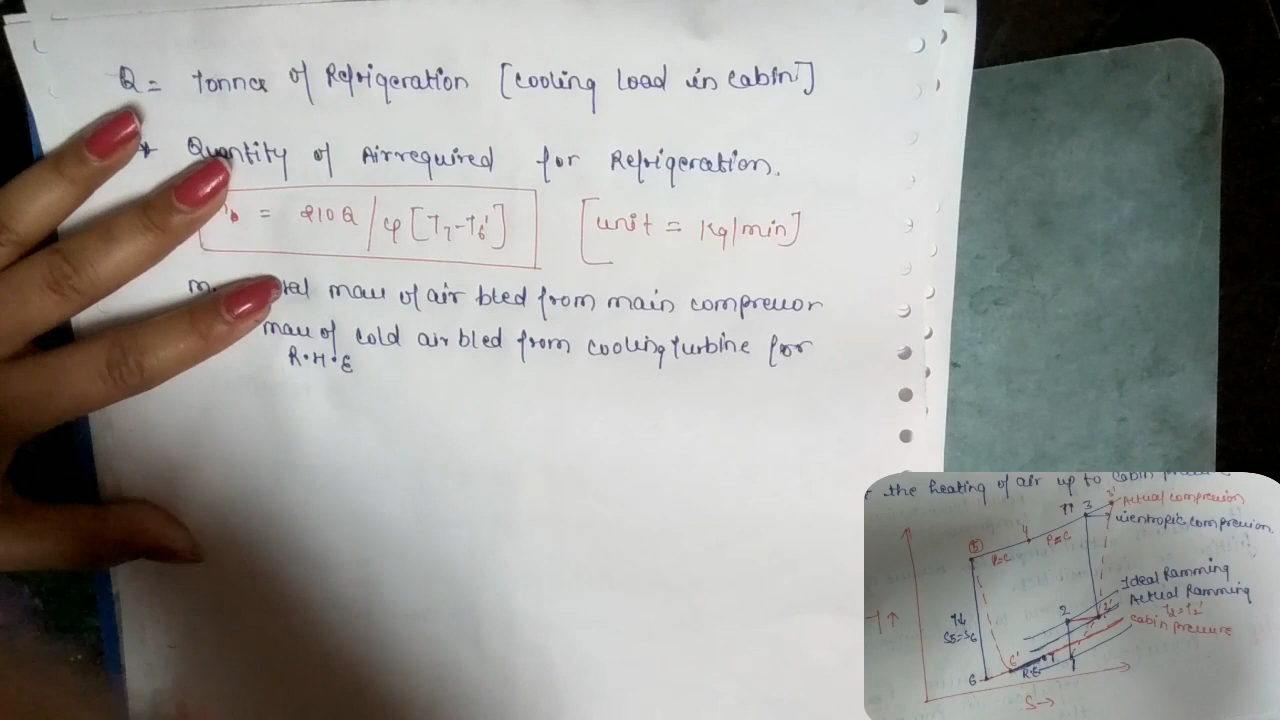 Q = Tonnes of Refrigeration [cooling load in cabin]
* Quantity of Air required for Refrigeration.
= 210 Q / Cp [T7 - T6'] [unit = Kg/min]
mass of air bled from main compressor
mass of cold air bled from cooling turbine for
R.H.E
the heating of air up to cabin
3 3' Actual compression
isentropic compression
5 4
P=C P=C
Ideal Ramming
Actual Ramming
2 2' T2=T2'
cabin pressure
T↑
S5=S6
6' 7
6 R.E 1
S→